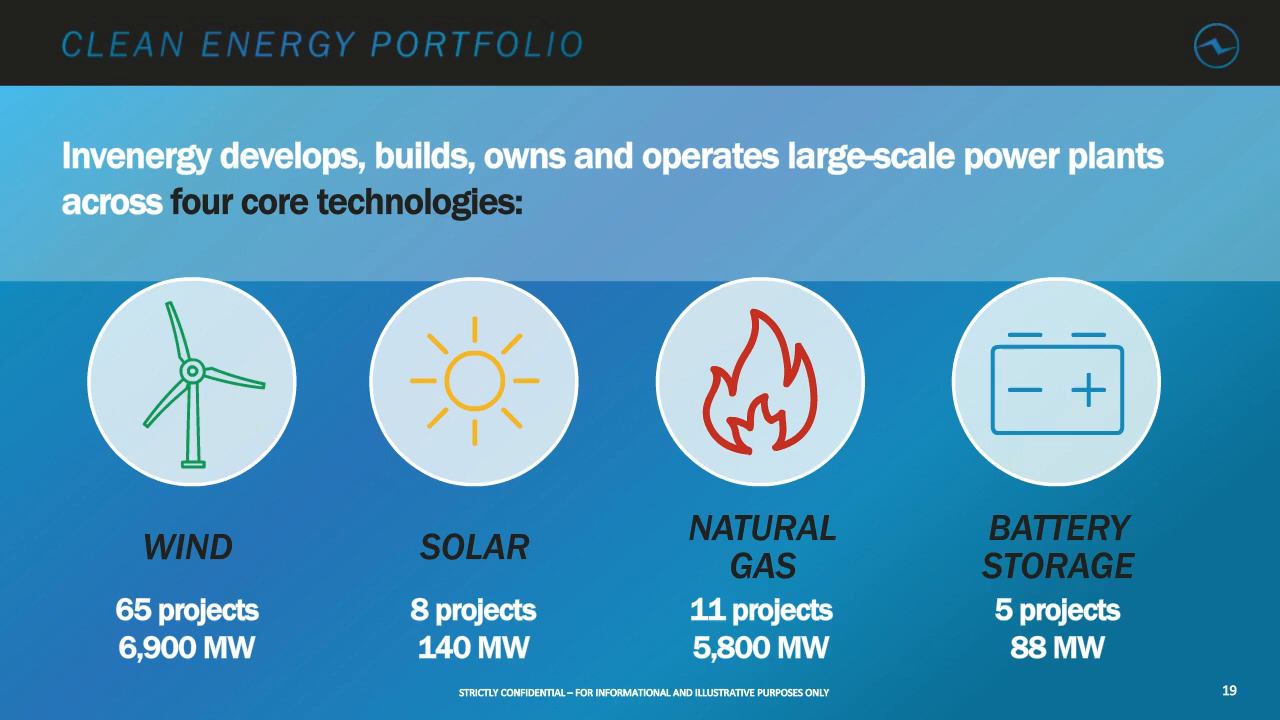 CLEAN ENERGY PORTFOLIO
Invenergy develops, builds, owns and operates large-scale power plants
across four core technologies:
WIND
65 projects
6,900 MW
SOLAR
8 projects
140 MW
NATURAL
GAS
11 projects
5,800 MW
BATTERY
STORAGE
5 projects
88 MW
STRICTLY CONFIDENTIAL – FOR INFORMATIONAL AND ILLUSTRATIVE PURPOSES ONLY
19